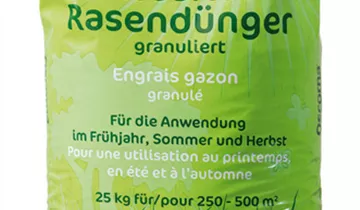 Rasendünger
granuliert
Engrais gazon
granulé
Für die Anwendung
im Frühjahr, Sommer und Herbst
Pour une utilisation au printemps,
en été et à l'automne
25 kg für/pour 250/- 500 m²